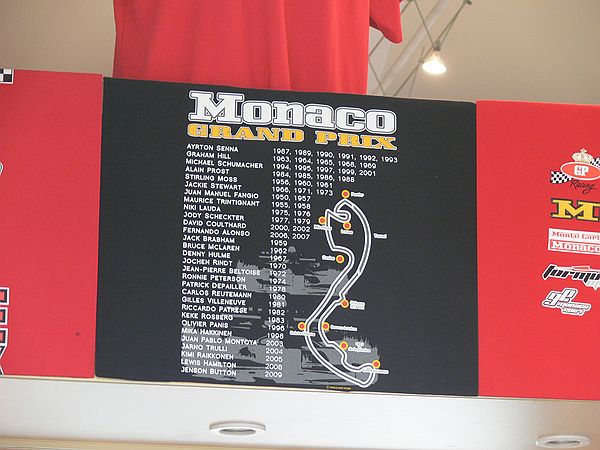 Monaco
GRAND PRIX
AYRTON SENNA 1987, 1989, 1990, 1991, 1992, 1993
GRAHAM HILL 1963, 1964, 1965, 1968, 1969
MICHAEL SCHUMACHER 1994, 1995, 1997, 1999, 2001
ALAIN PROST 1984, 1985, 1986, 1988
STIRLING MOSS 1956, 1960, 1961
JACKIE STEWART 1966, 1971, 1973
JUAN MANUEL FANGIO 1950, 1957
MAURICE TRINTIGNANT 1955, 1958
NIKI LAUDA 1975, 1976
JODY SCHECKTER 1977, 1979
DAVID COULTHARD 2000, 2002
FERNANDO ALONSO 2006, 2007
JACK BRABHAM 1959
BRUCE MCLAREN 1962
DENNY HULME 1967
JOCHEN RINDT 1970
JEAN-PIERRE BELTOISE 1972
RONNIE PETERSON 1974
PATRICK DEPAILLER 1978
CARLOS REUTEMANN 1980
GILLES VILLENEUVE 1981
RICCARDO PATRESE 1982
KEKE ROSBERG 1983
OLIVIER PANIS 1996
MIKA HAKKINEN 1998
JUAN PABLO MONTOYA 2003
JARNO TRULLI 2004
KIMI RAIKKONEN 2005
LEWIS HAMILTON 2008
JENSON BUTTON 2009
GP
Racing
M
Monte Carl
Monaco